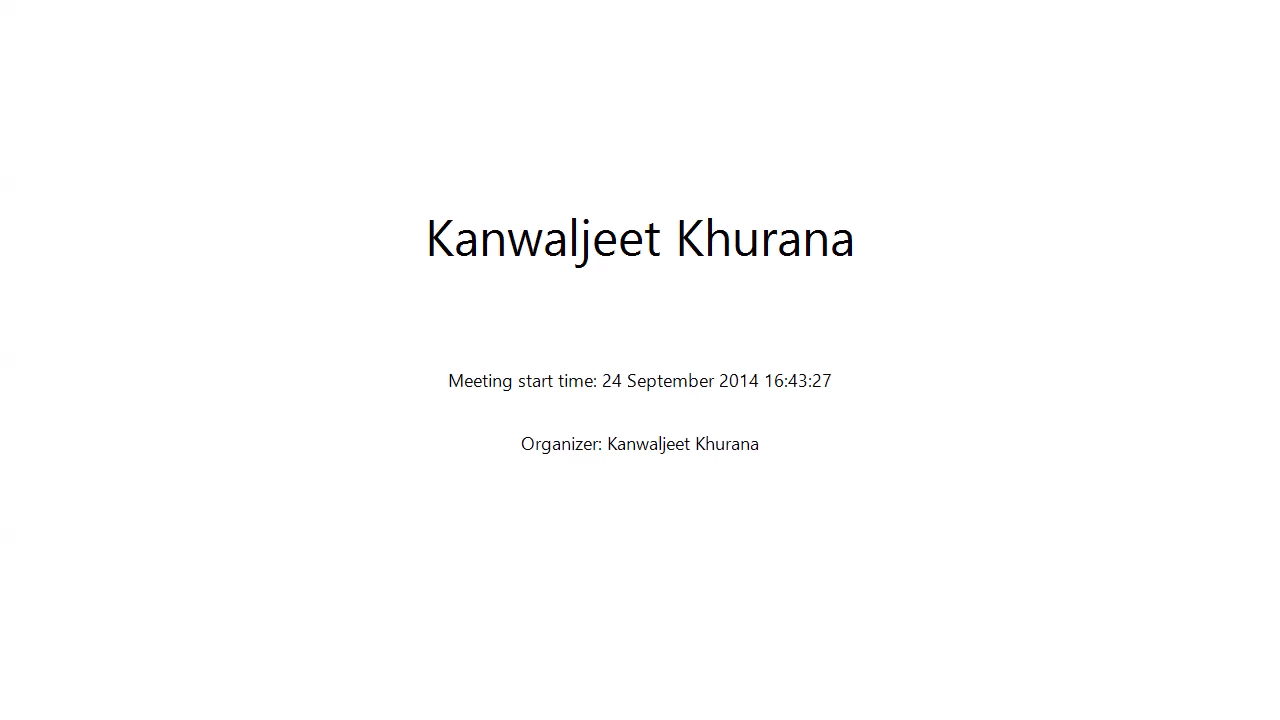 Kanwaljeet Khurana
Meeting start time: 24 September 2014 16:43:27
Organizer: Kanwaljeet Khurana